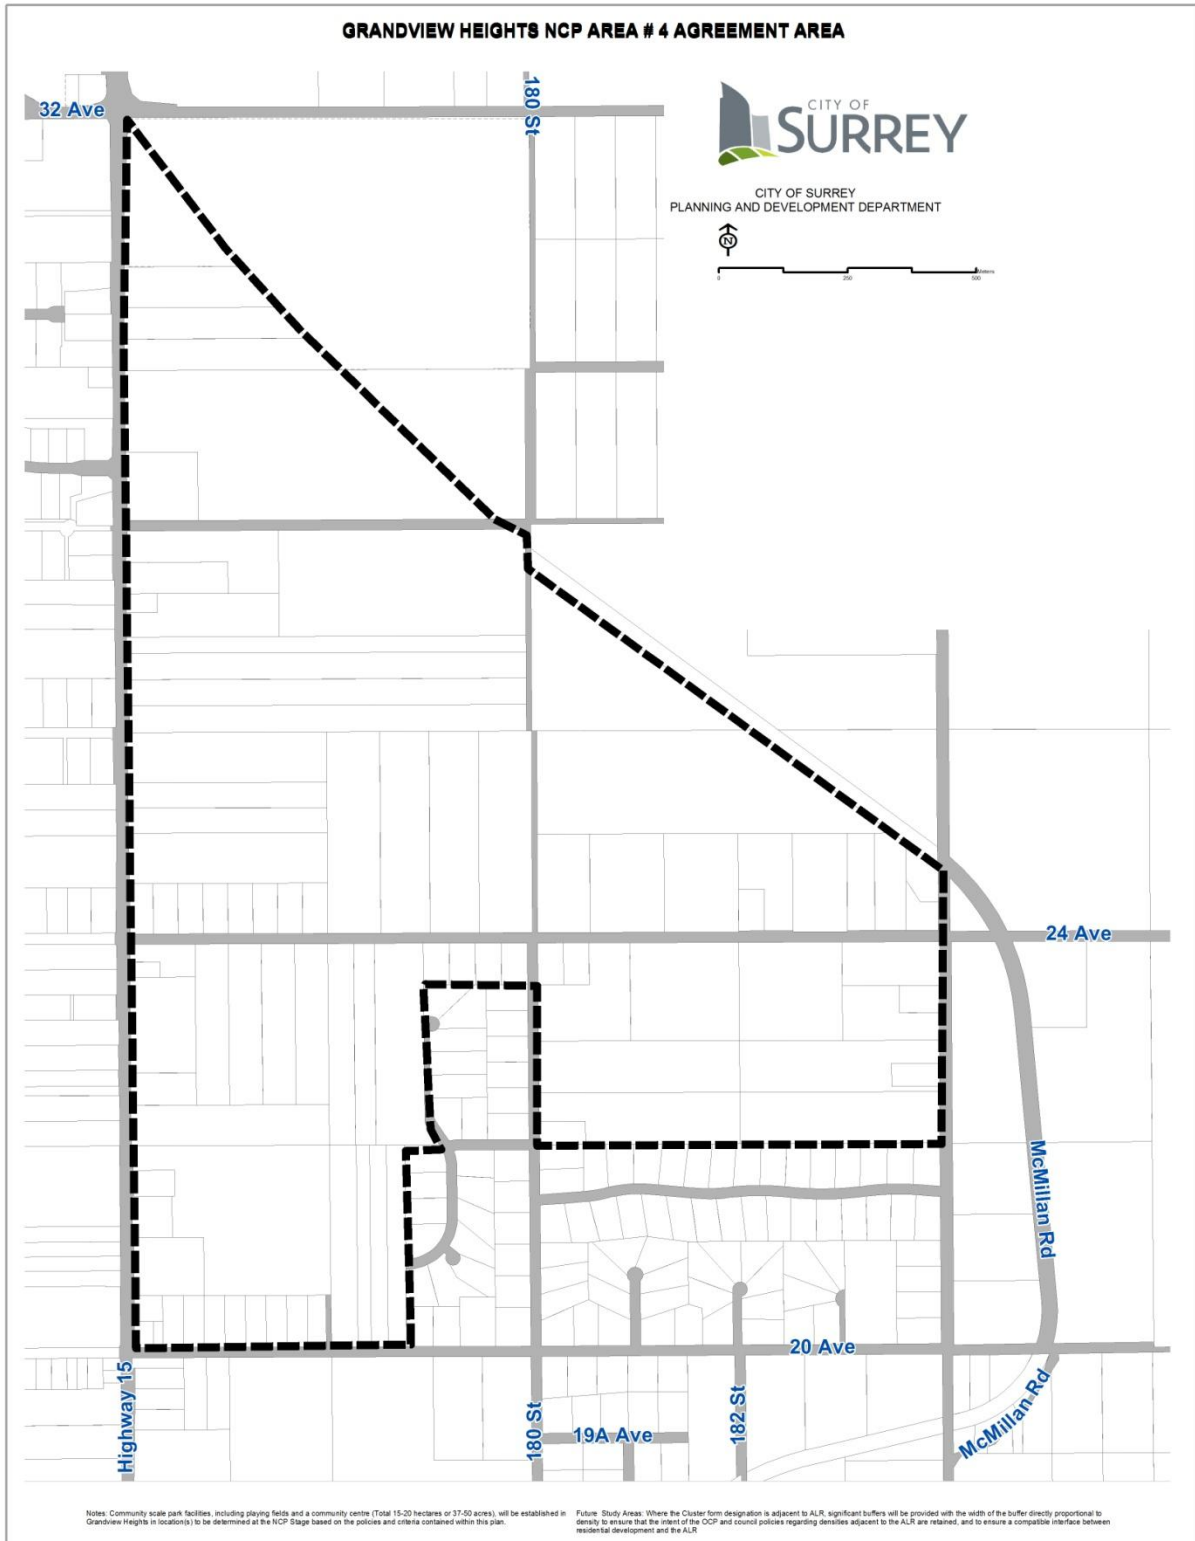 GRANDVIEW HEIGHTS NCP AREA # 4 AGREEMENT AREA
32 Ave
180 St
CITY OF
SURREY
CITY OF SURREY
PLANNING AND DEVELOPMENT DEPARTMENT
N
0 250 500 Meters
24 Ave
McMillan Rd
20 Ave
Highway 15
180 St
19A Ave
182 St
McMillan Rd
Notes: Community scale park facilities, including playing fields and a community centre (Total 15-20 hectares or 37-50 acres), will be established in
Grandview Heights in location(s) to be determined at the NCP Stage based on the policies and criteria contained within this plan.
Future Study Areas: Where the Cluster form designation is adjacent to ALR, significant buffers will be provided with the width of the buffer directly proportional to
density to ensure that the intent of the OCP and council policies regarding densities adjacent to the ALR are retained, and to ensure a compatible interface between
residential development and the ALR